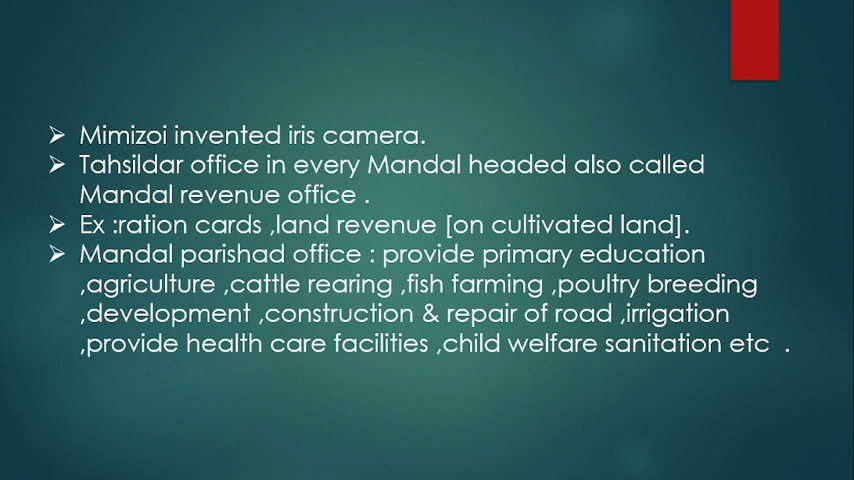 ➢ Mimizoi invented iris camera.
➢ Tahsildar office in every Mandal headed also called
Mandal revenue office .
➢ Ex :ration cards ,land revenue [on cultivated land].
➢ Mandal parishad office : provide primary education
,agriculture ,cattle rearing ,fish farming ,poultry breeding
,development ,construction & repair of road ,irrigation
,provide health care facilities ,child welfare sanitation etc .